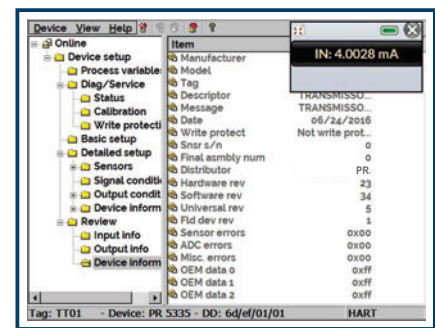 Device View Help
Online
Device setup
Process variable
Diag/Service
Status
Calibration
Write protecti
Basic setup
Detailed setup
Sensors
Signal conditi
Output condit
Device inform
Review
Input info
Output info
Device inform
Item
Manufacturer
Model
Tag
Descriptor TRANSMISSO...
Message TRANSMISSO...
Date 06/24/2016
Write protect Not write prot...
Snsr s/n 0
Final asmbly num 0
Distributor PR.
Hardware rev 23
Software rev 34
Universal rev 5
Fld dev rev 1
Sensor errors 0x00
ADC errors 0x00
Misc. errors 0x00
OEM data 0 0xff
OEM data 1 0xff
OEM data 2 0xff
IN: 4.0028 mA
Tag: TT01 - Device: PR 5335 - DD: 6d/ef/01/01 HART